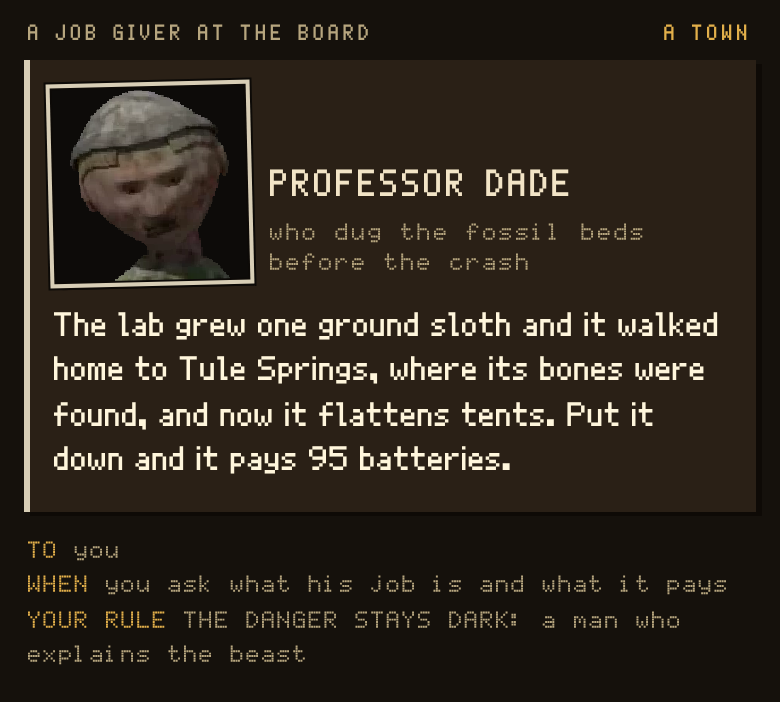 A JOB GIVER AT THE BOARD
A TOWN
PROFESSOR DADE
who dug the fossil beds
before the crash
The lab grew one ground sloth and it walked
home to Tule Springs, where its bones were
found, and now it flattens tents. Put it
down and it pays 95 batteries.
TO you
WHEN you ask what his job is and what it pays
YOUR RULE THE DANGER STAYS DARK: a man who
explains the beast